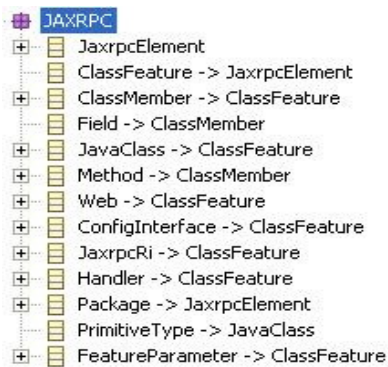 JAXRPC
JaxrpcElement
ClassFeature -> JaxrpcElement
ClassMember -> ClassFeature
Field -> ClassMember
JavaClass -> ClassFeature
Method -> ClassMember
Web -> ClassFeature
ConfigInterface -> ClassFeature
JaxrpcRi -> ClassFeature
Handler -> ClassFeature
Package -> JaxrpcElement
PrimitiveType -> JavaClass
FeatureParameter -> ClassFeature